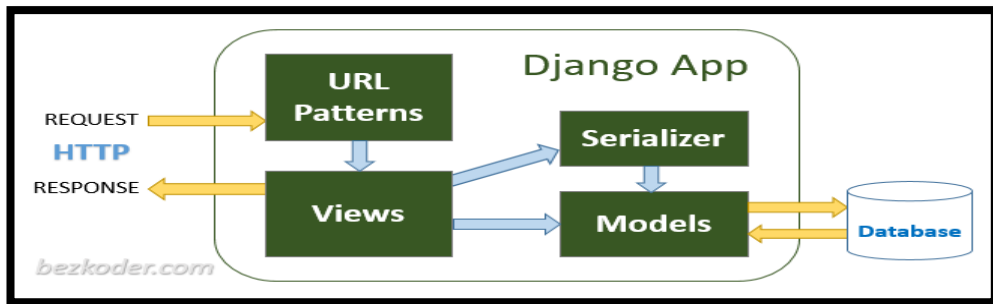 Django App
URL
Patterns
REQUEST
HTTP
RESPONSE
Serializer
Views
Models
Database
bezkoder.com